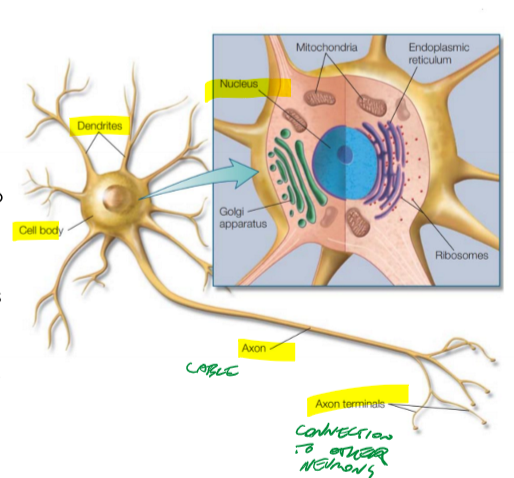 Mitochondria
Endoplasmic
reticulum
Nucleus
Dendrites
Golgi
apparatus
Cell body
Ribosomes
Axon
CABLE
Axon terminals
CONNECTION
TO OTHER
NEURONS